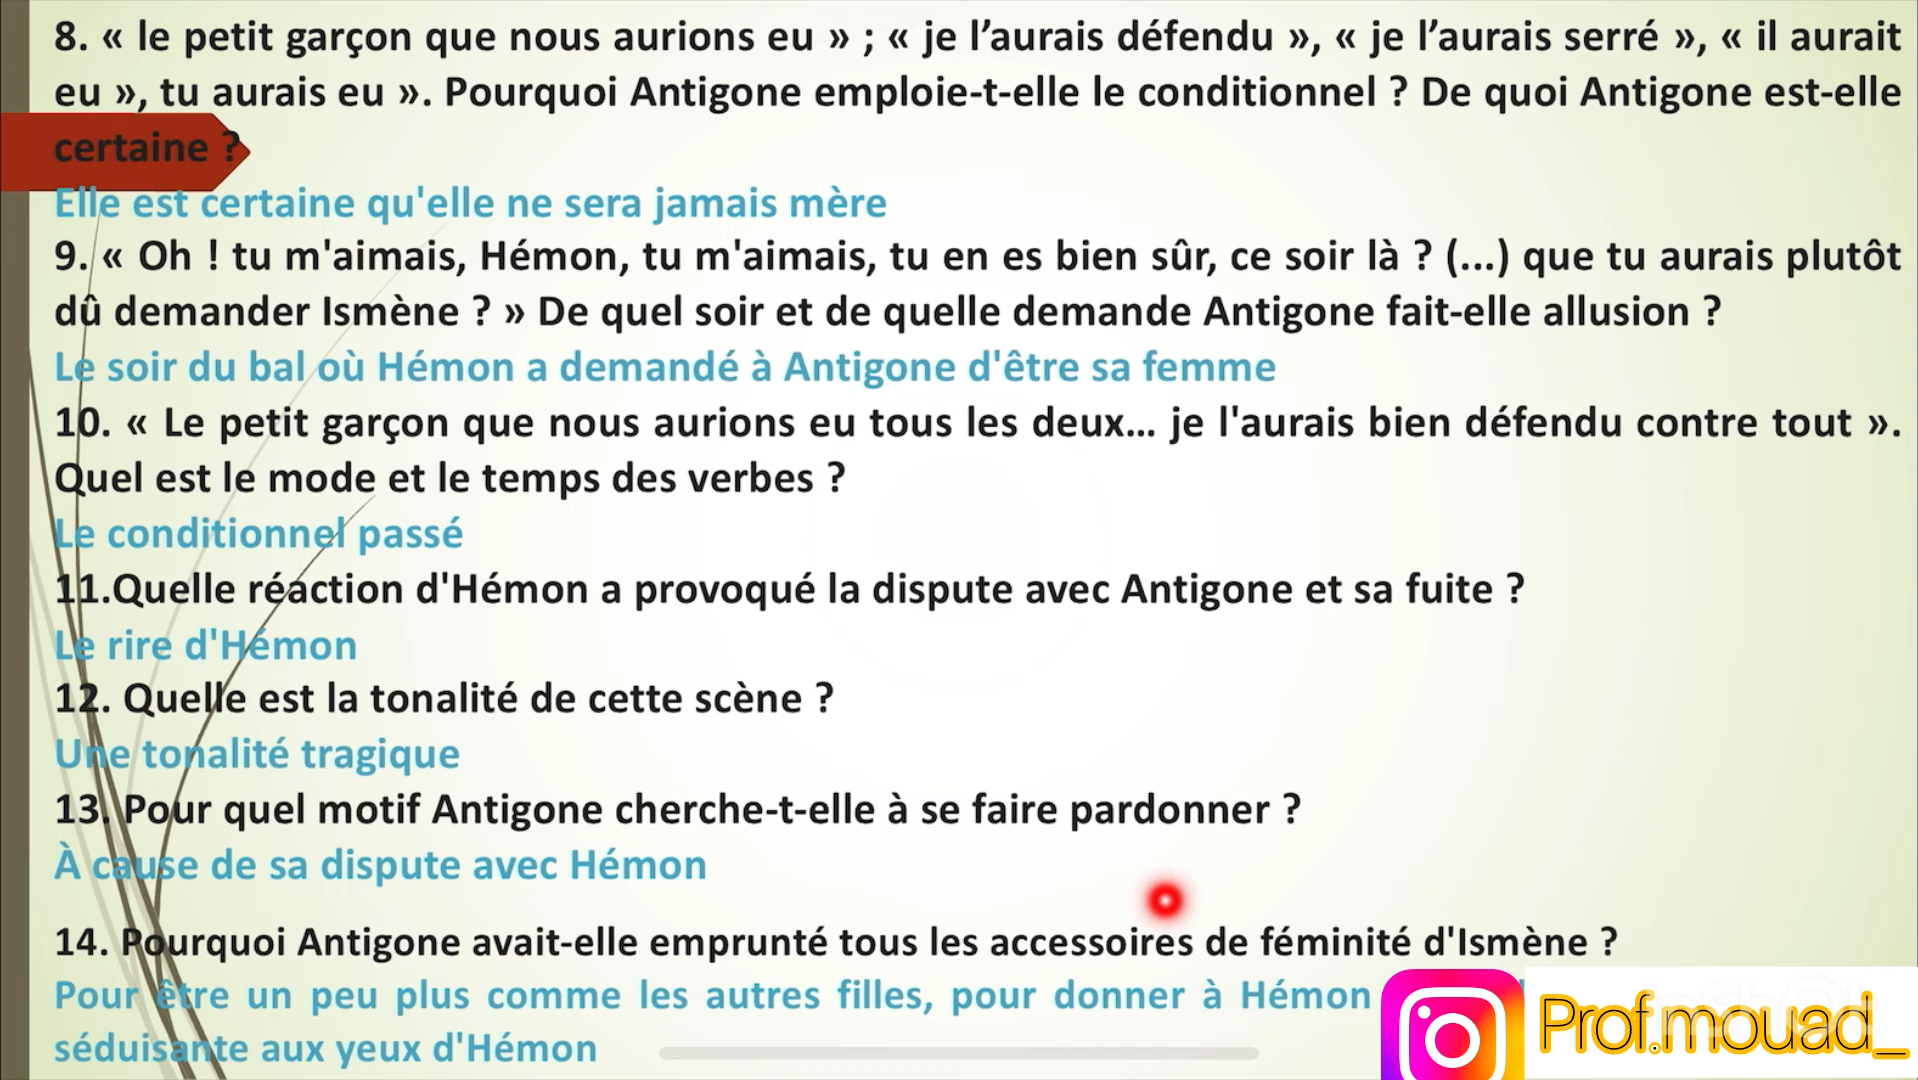 8. « le petit garçon que nous aurions eu » ; « je l’aurais défendu », « je l’aurais serré », « il aurait
eu », tu aurais eu ». Pourquoi Antigone emploie-t-elle le conditionnel ? De quoi Antigone est-elle
certaine ?
Elle est certaine qu'elle ne sera jamais mère
9. « Oh ! tu m'aimais, Hémon, tu m'aimais, tu en es bien sûr, ce soir là ? (...) que tu aurais plutôt
dû demander Ismène ? » De quel soir et de quelle demande Antigone fait-elle allusion ?
Le soir du bal où Hémon a demandé à Antigone d'être sa femme
10. « Le petit garçon que nous aurions eu tous les deux... je l'aurais bien défendu contre tout ».
Quel est le mode et le temps des verbes ?
Le conditionnel passé
11.Quelle réaction d'Hémon a provoqué la dispute avec Antigone et sa fuite ?
Le rire d'Hémon
12. Quelle est la tonalité de cette scène ?
Une tonalité tragique
13. Pour quel motif Antigone cherche-t-elle à se faire pardonner ?
À cause de sa dispute avec Hémon
14. Pourquoi Antigone avait-elle emprunté tous les accessoires de féminité d'Ismène ?
Pour être un peu plus comme les autres filles, pour donner à Hémon
séduisante aux yeux d'Hémon
Prof.mouad_